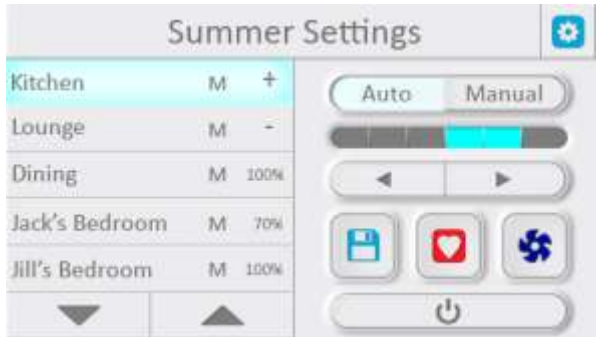 Summer Settings
Kitchen M +
Lounge M -
Dining M 100%
Jack's Bedroom M 70%
Jill's Bedroom M 100%
Auto Manual